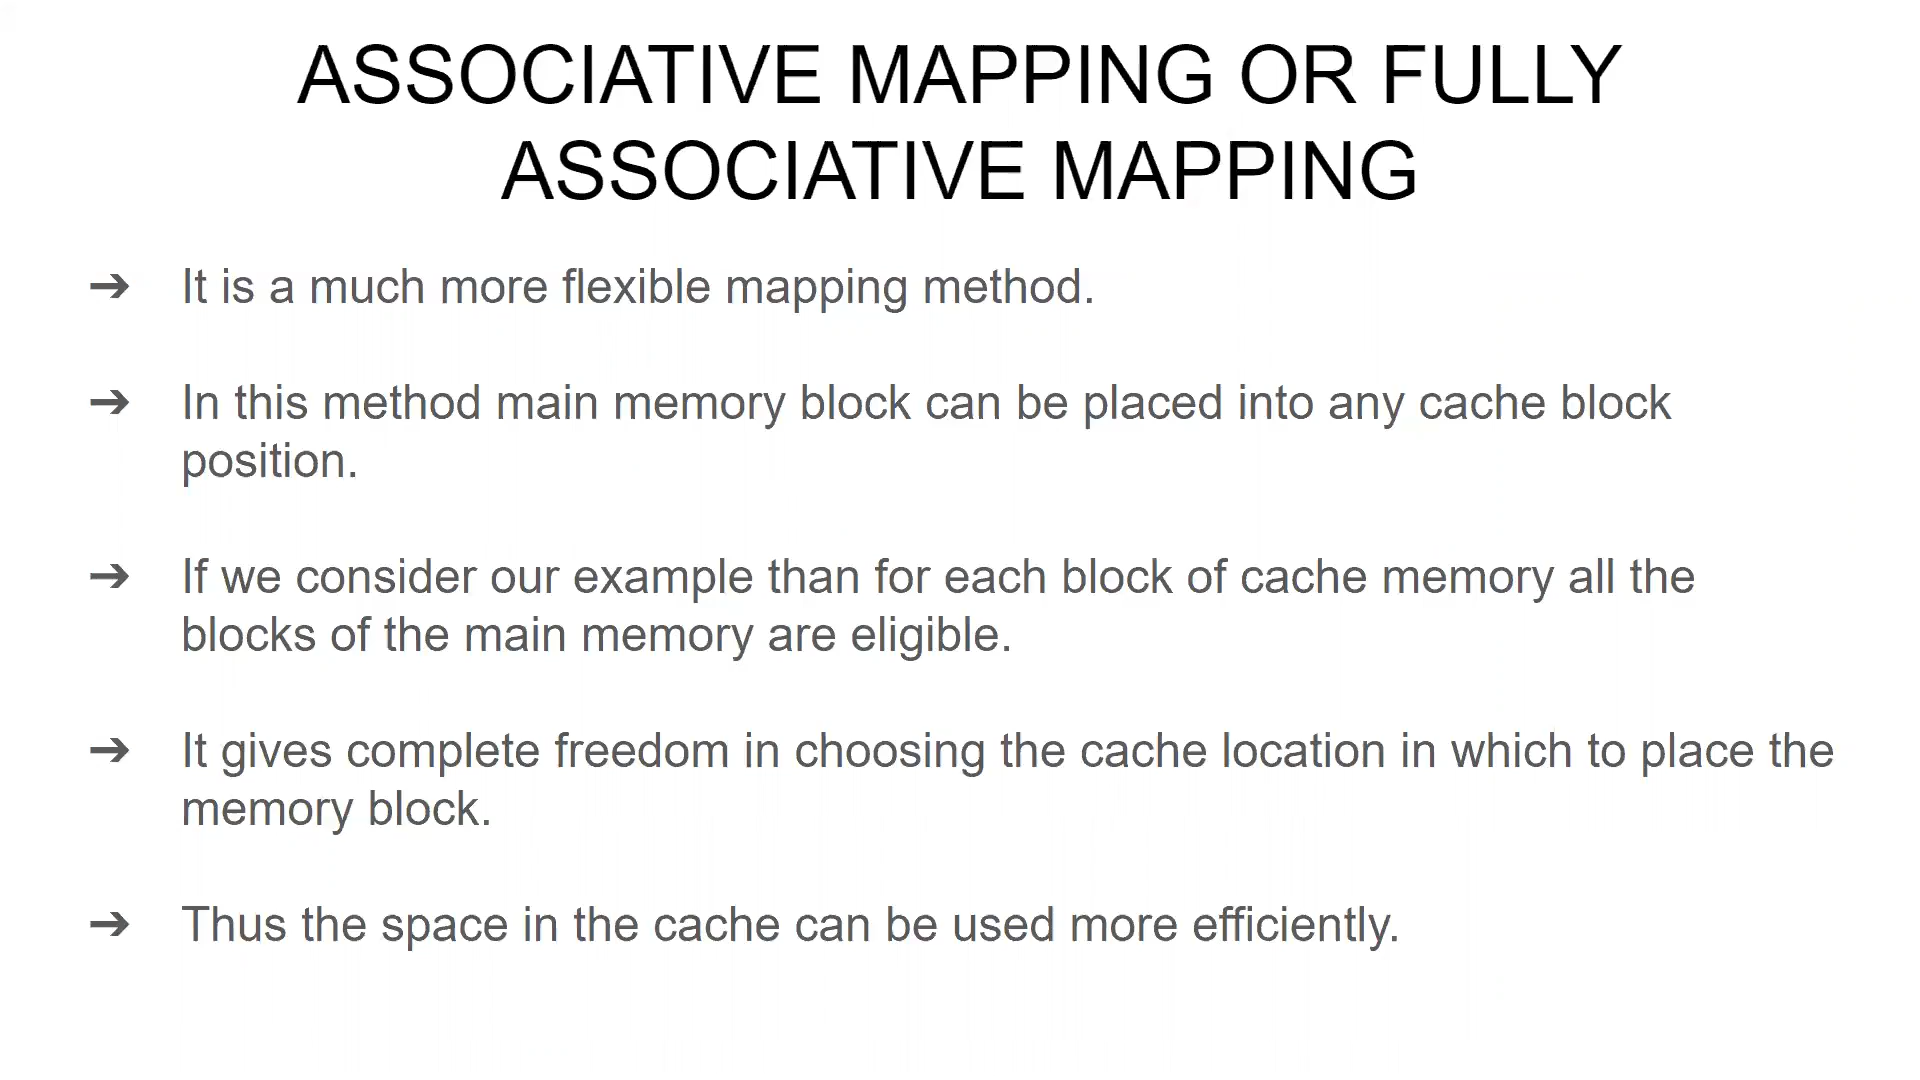 ASSOCIATIVE MAPPING OR FULLY
ASSOCIATIVE MAPPING
➔ It is a much more flexible mapping method.
➔ In this method main memory block can be placed into any cache block
position.
➔ If we consider our example than for each block of cache memory all the
blocks of the main memory are eligible.
➔ It gives complete freedom in choosing the cache location in which to place the
memory block.
➔ Thus the space in the cache can be used more efficiently.